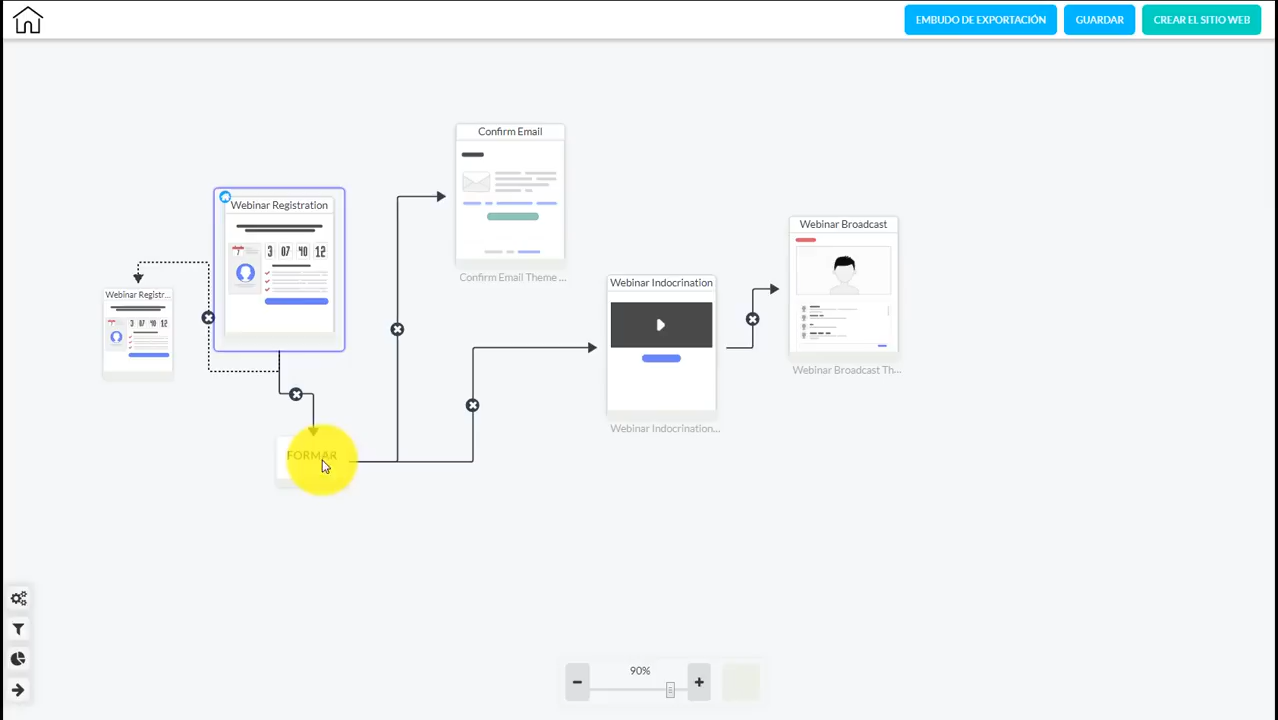 EMBUDO DE EXPORTACIÓN
GUARDAR
CREAR EL SITIO WEB
Confirm Email
Confirm Email Theme ...
Webinar Registration
3 07 40 12
Webinar Registr...
3 07 40 12
Webinar Indocrination
Webinar Indocrination...
Webinar Broadcast
Webinar Broadcast Th...
FORMAR
90%